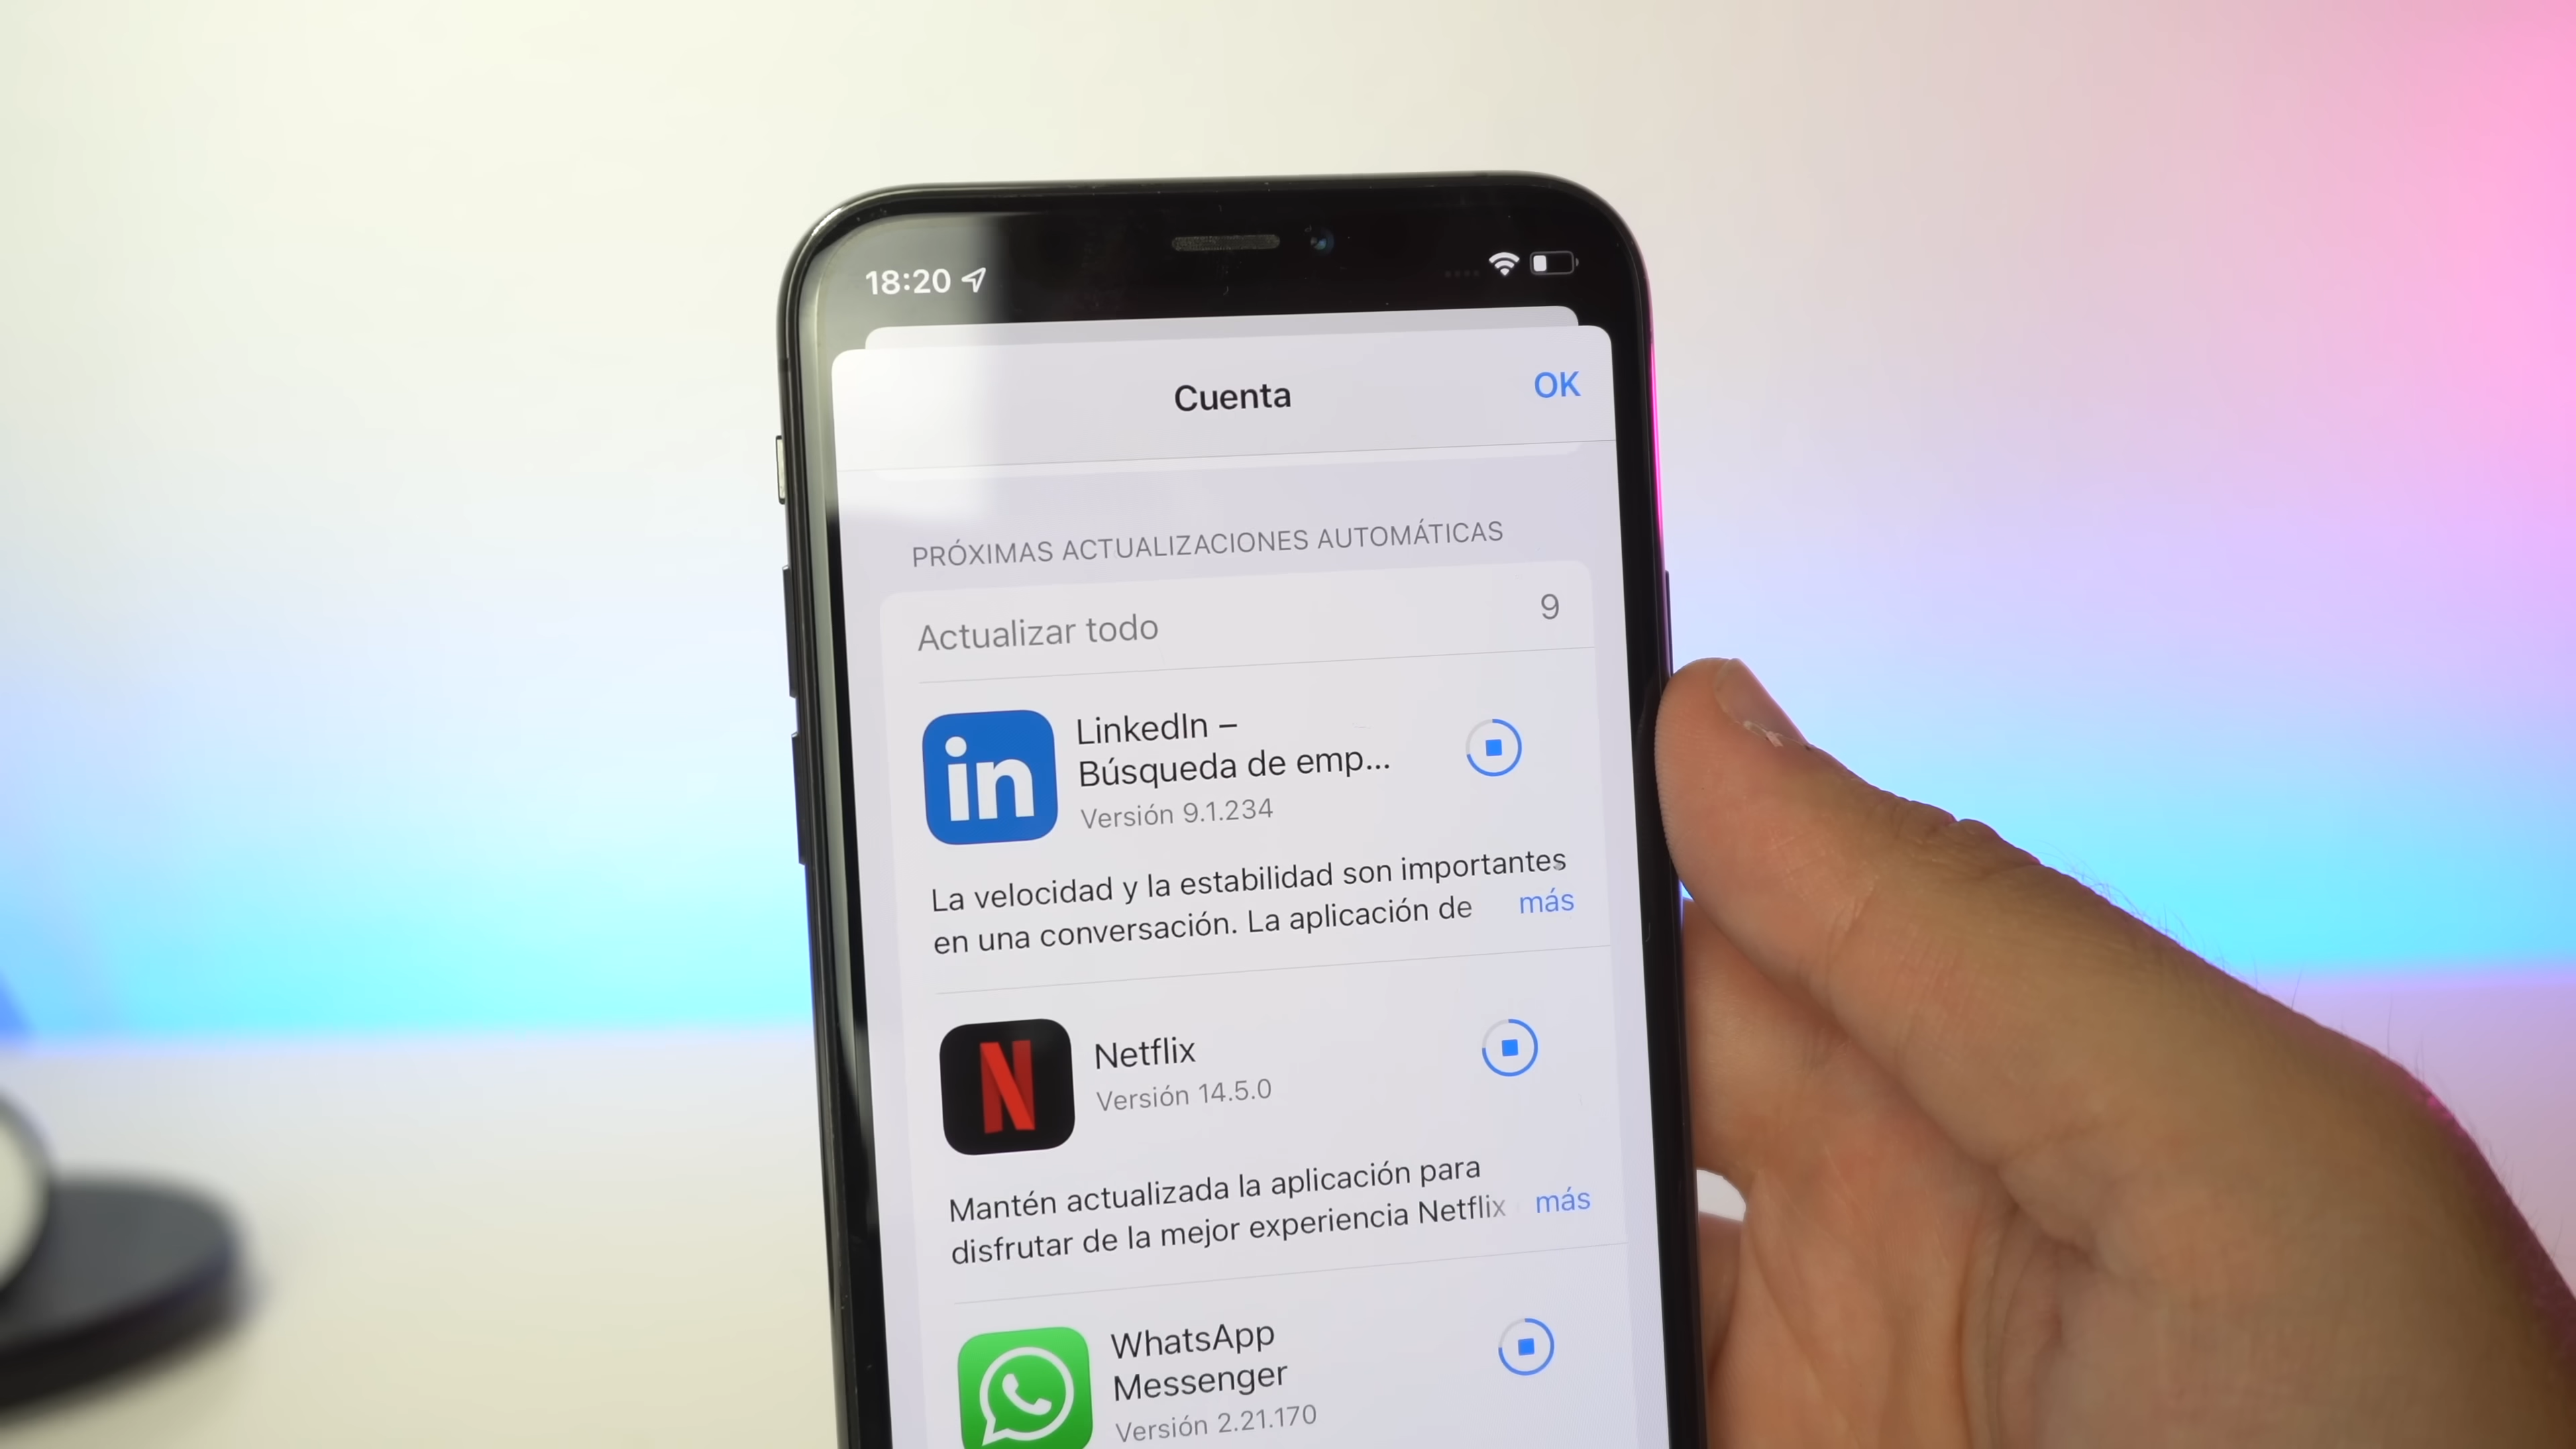 18:20
Cuenta
OK
PRÓXIMAS ACTUALIZACIONES AUTOMÁTICAS
Actualizar todo
9
in
LinkedIn –
Búsqueda de emp...
Versión 9.1.234
La velocidad y la estabilidad son importantes
en una conversación. La aplicación de
más
N
Netflix
Versión 14.5.0
Mantén actualizada la aplicación para
disfrutar de la mejor experiencia Netflix
más
WhatsApp
Messenger
Versión 2.21.170